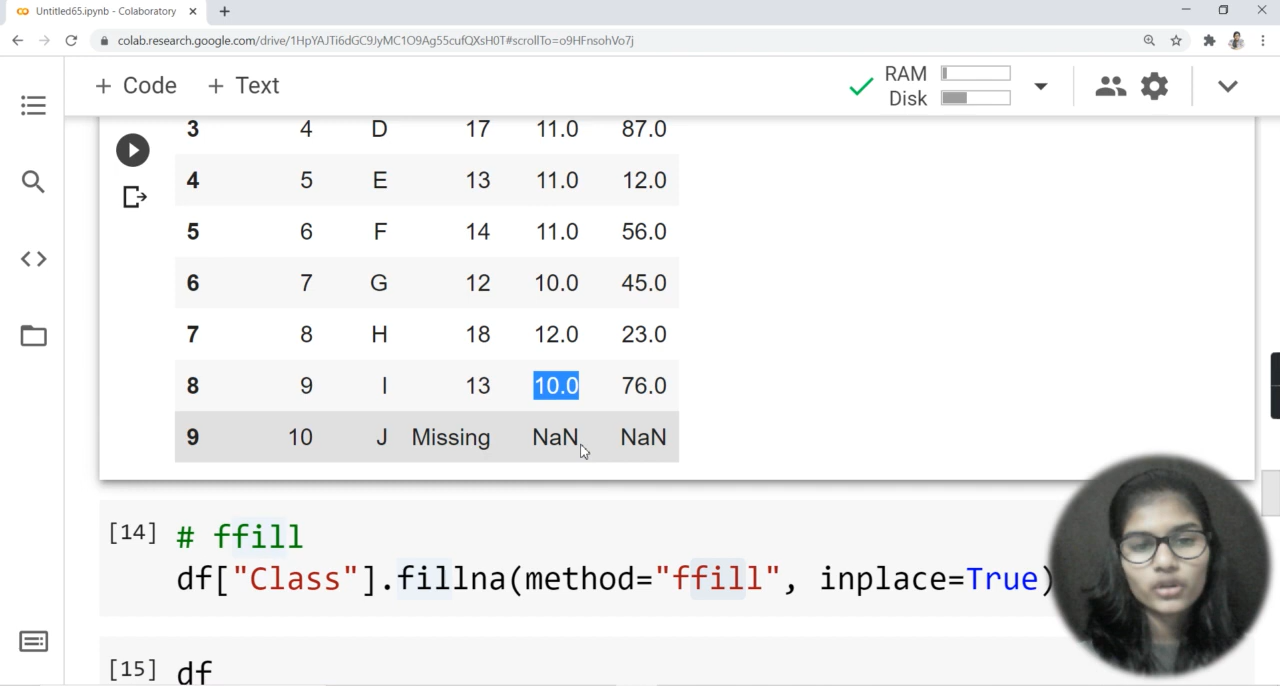 Untitled65.ipynb - Colaboratory
colab.research.google.com/drive/1HpYAJTi6dGC9JyMC1O9Ag55cufQXsH0T#scrollTo=o9HFnsohVo7j
+ Code + Text
RAM
Disk
3 4 D 17 11.0 87.0
4 5 E 13 11.0 12.0
5 6 F 14 11.0 56.0
6 7 G 12 10.0 45.0
7 8 H 18 12.0 23.0
8 9 I 13 10.0 76.0
9 10 J Missing NaN NaN
[14] # ffill
df["Class"].fillna(method="ffill", inplace=True)
[15] df